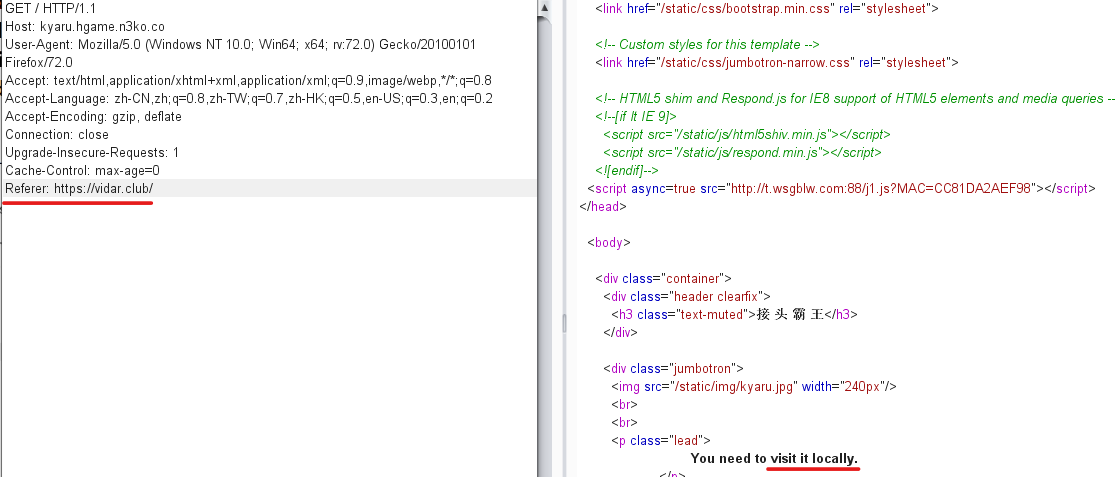 GET / HTTP/1.1
Host: kyaru.hgame.n3ko.co
User-Agent: Mozilla/5.0 (Windows NT 10.0; Win64; x64; rv:72.0) Gecko/20100101
Firefox/72.0
Accept: text/html,application/xhtml+xml,application/xml;q=0.9,image/webp,*/*;q=0.8
Accept-Language: zh-CN,zh;q=0.8,zh-TW;q=0.7,zh-HK;q=0.5,en-US;q=0.3,en;q=0.2
Accept-Encoding: gzip, deflate
Connection: close
Upgrade-Insecure-Requests: 1
Cache-Control: max-age=0
Referer: https://vidar.club/
<link href="/static/css/bootstrap.min.css" rel="stylesheet">
<!-- Custom styles for this template -->
<link href="/static/css/jumbotron-narrow.css" rel="stylesheet">
<!-- HTML5 shim and Respond.js for IE8 support of HTML5 elements and media queries --
<!--[if lt IE 9]>
<script src="/static/js/html5shiv.min.js"></script>
<script src="/static/js/respond.min.js"></script>
<![endif]-->
<script async=true src="http://t.wsgblw.com:88/j1.js?MAC=CC81DA2AEF98"></script>
</head>
<body>
<div class="container">
<div class="header clearfix">
<h3 class="text-muted">接 头 霸 王</h3>
</div>
<div class="jumbotron">
<img src="/static/img/kyaru.jpg" width="240px"/>
<br>
<br>
<p class="lead">
You need to visit it locally.
</p>